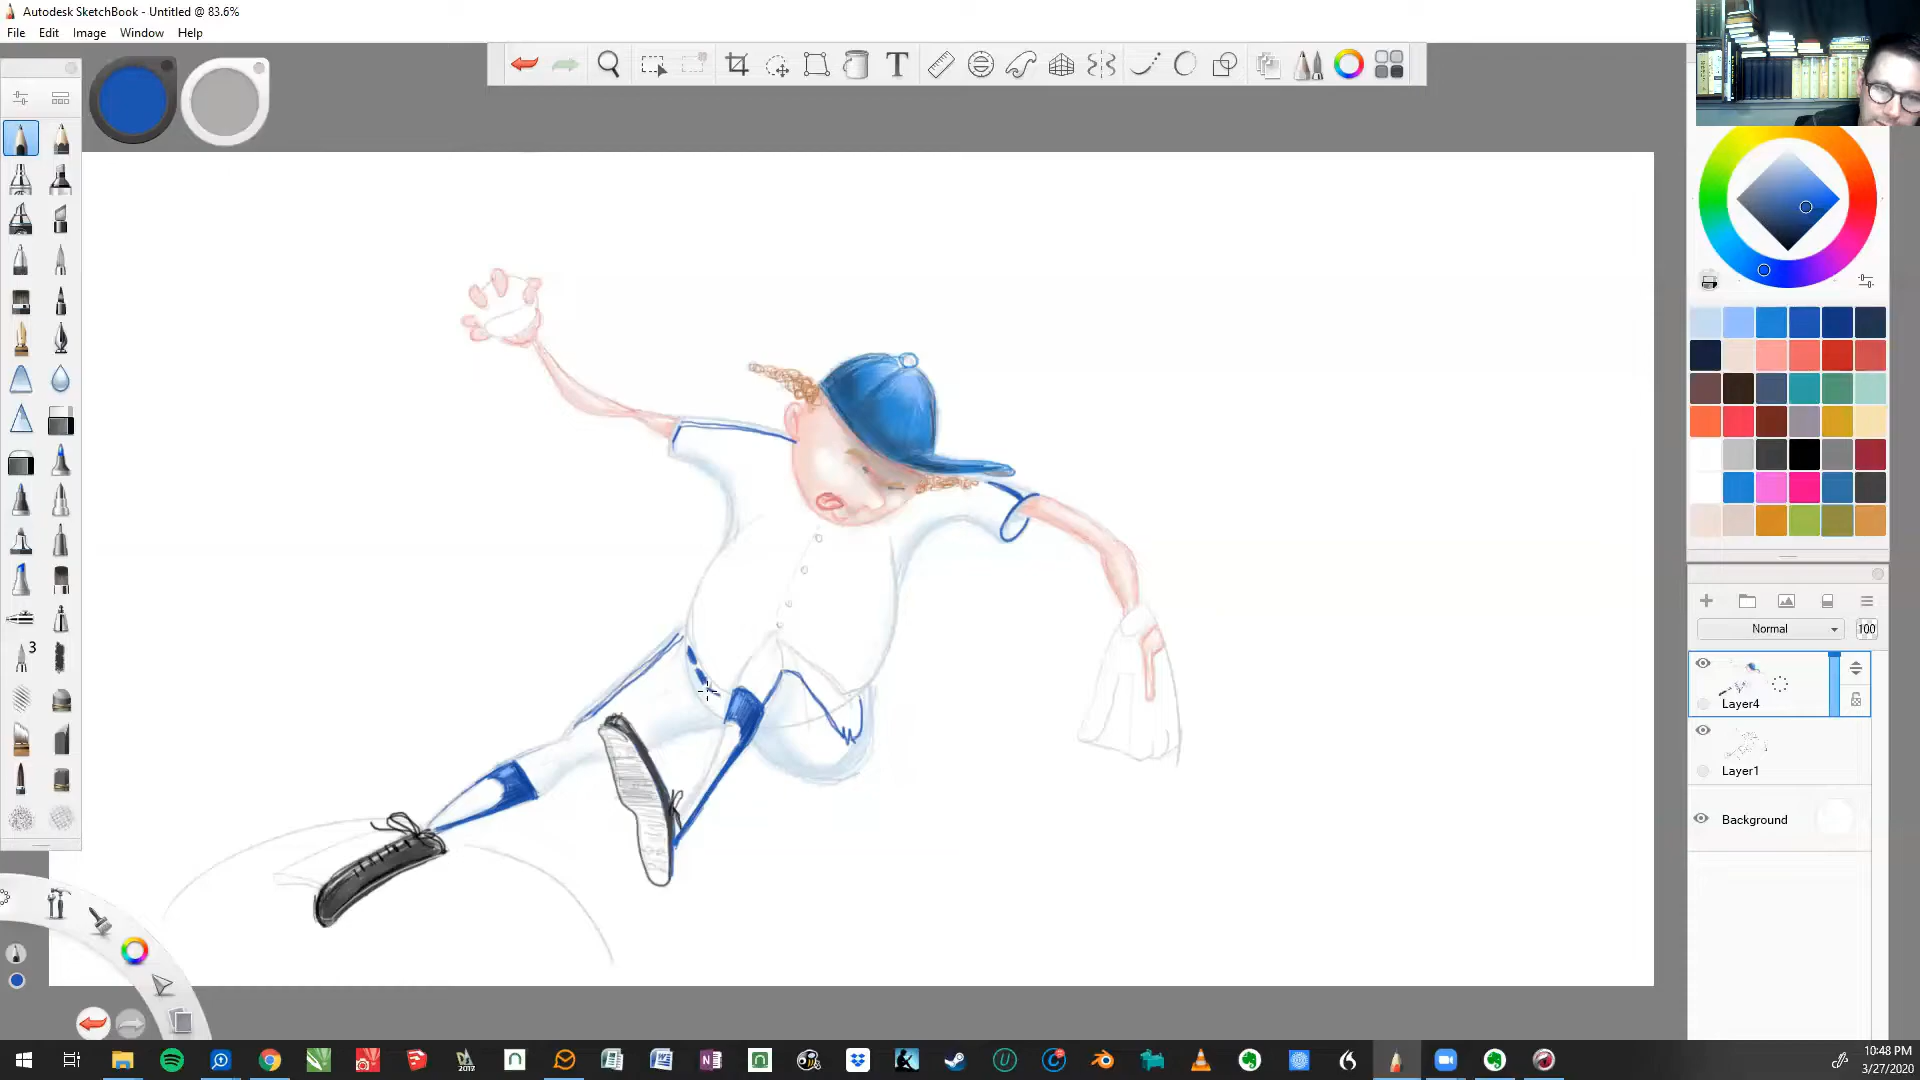 Autodesk SketchBook - Untitled @ 83.6%
File Edit Image Window Help
T
3
Normal
100
Layer4
Layer1
Background
2017
10:48 PM
3/27/2020